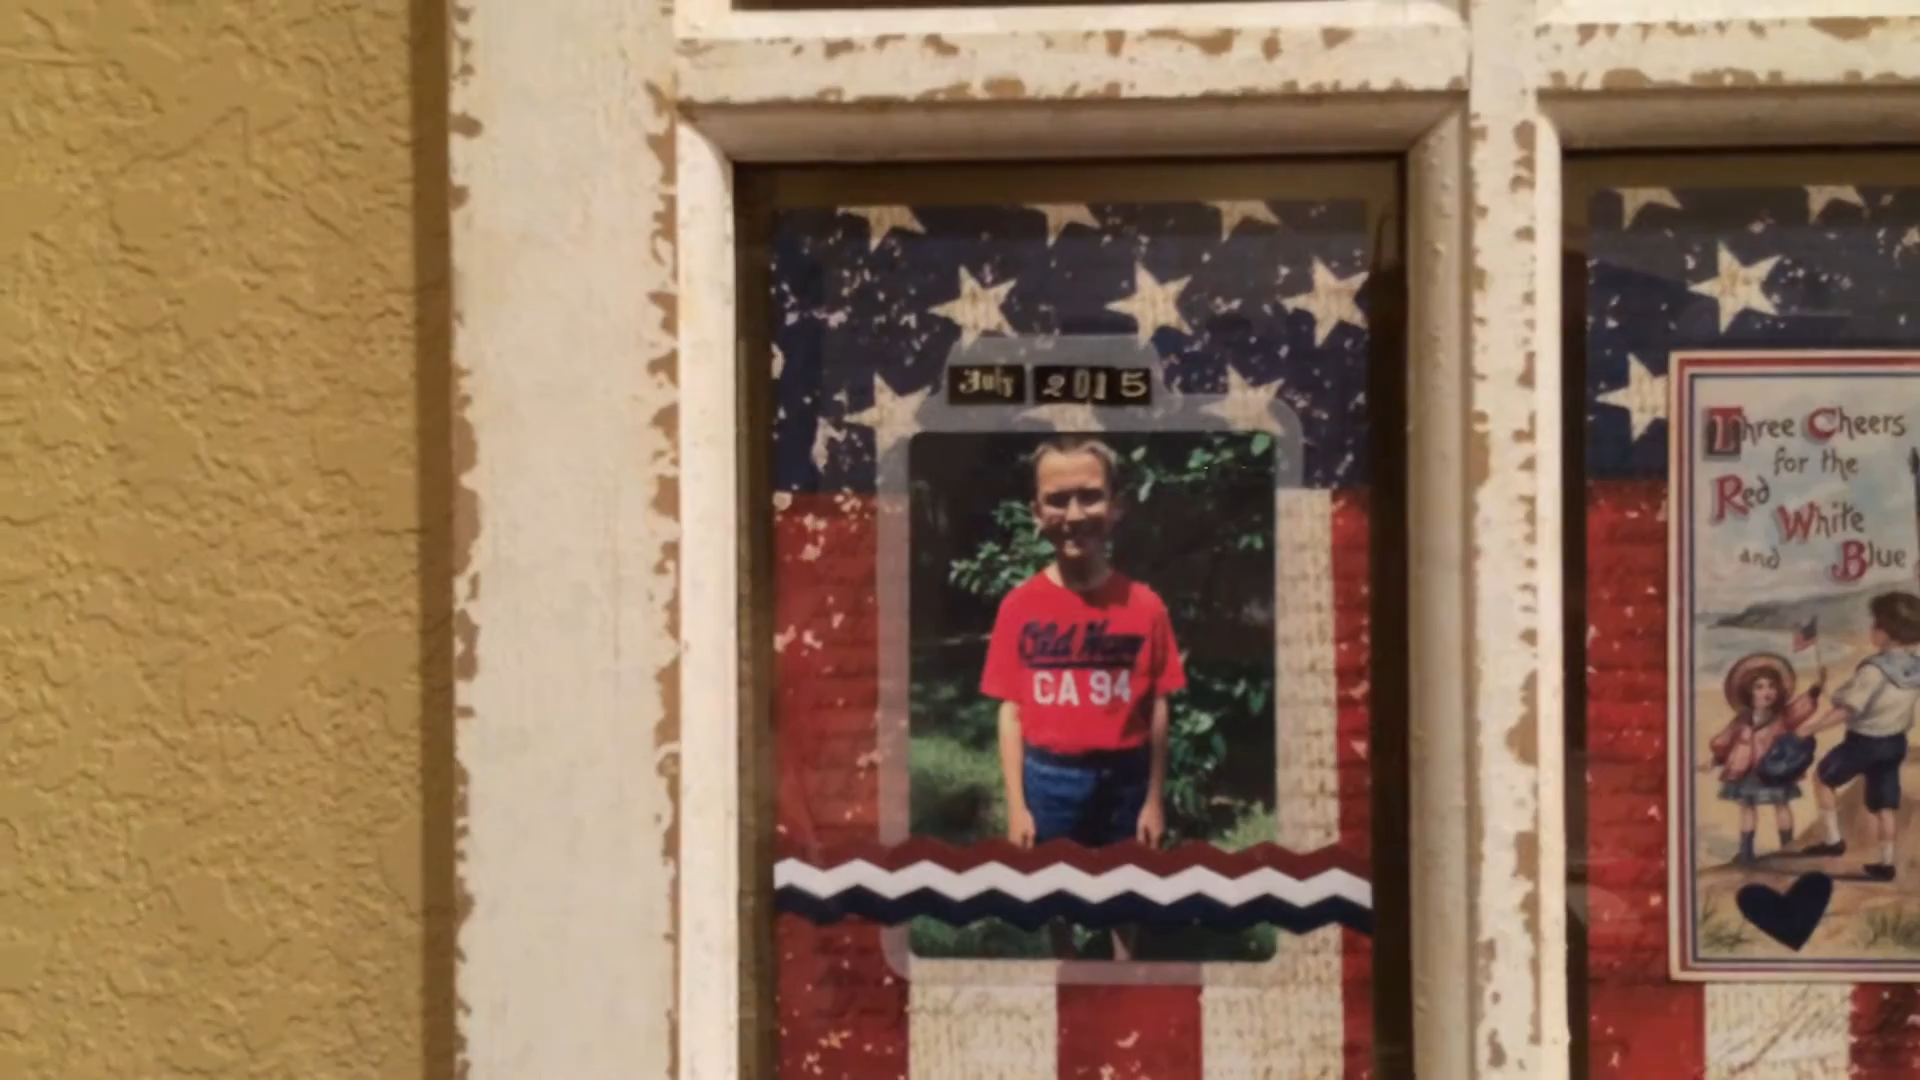 July 2015
Old Navy
CA 94
Three Cheers
for the
Red
White
and Blue